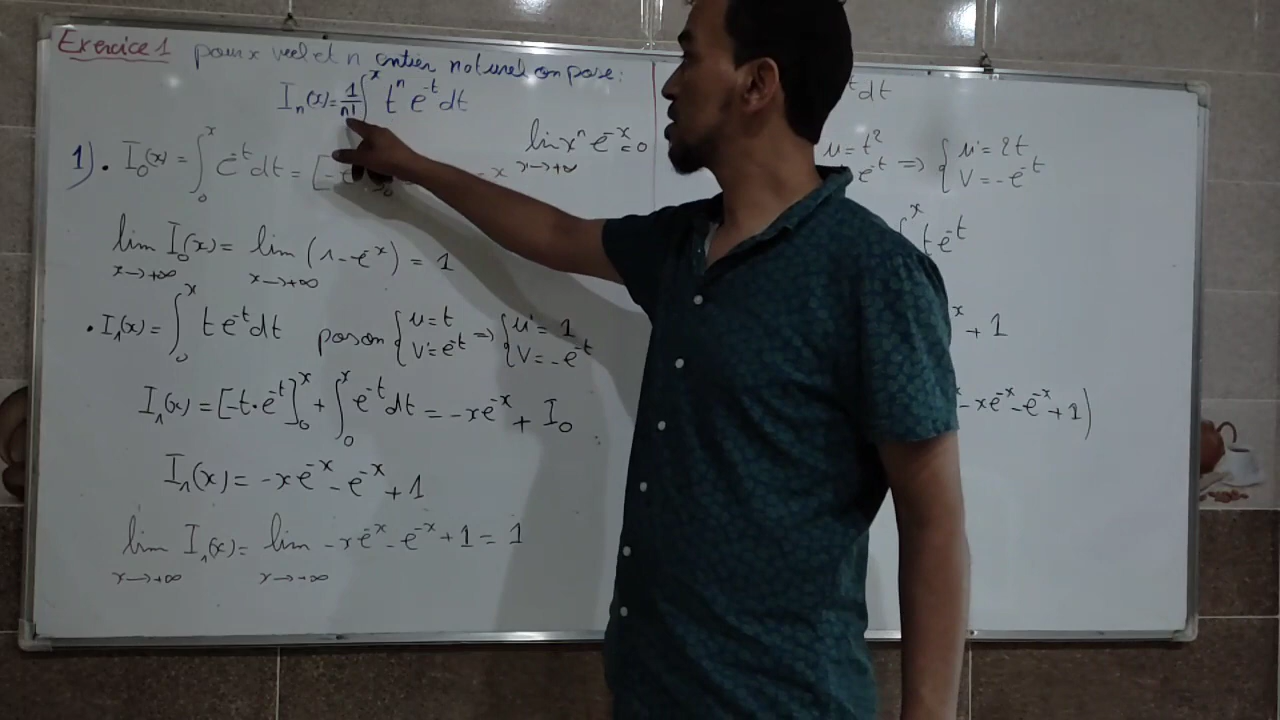 Exercice 1 pour x réel et n entier naturel on pose :
Iₙ(x) = 1/n! ∫ˣ tⁿ e⁻ᵗ dt
lim xⁿ e⁻ˣ = 0
x→+∞
1) • I₀(x) = ∫₀ˣ e⁻ᵗ dt = [-e
lim I₀(x) = lim (1 - e⁻ˣ) = 1
x→+∞ x→+∞
• I₁(x) = ∫₀ˣ t e⁻ᵗ dt poson { u = t v' = e⁻ᵗ ⇒ { u' = 1 v = -e⁻ᵗ
I₁(x) = [-t·e⁻ᵗ]₀ˣ + ∫₀ˣ e⁻ᵗ dt = -xe⁻ˣ + I₀
I₁(x) = -xe⁻ˣ - e⁻ˣ + 1
lim I₁(x) = lim -xe⁻ˣ - e⁻ˣ + 1 = 1
x→+∞ x→+∞
ᵗ dt
u = t² ⇒ { u' = 2t
e⁻ᵗ v = -e⁻ᵗ
∫ˣ t e⁻ᵗ
ˣ + 1
- xe⁻ˣ - e⁻ˣ + 1)